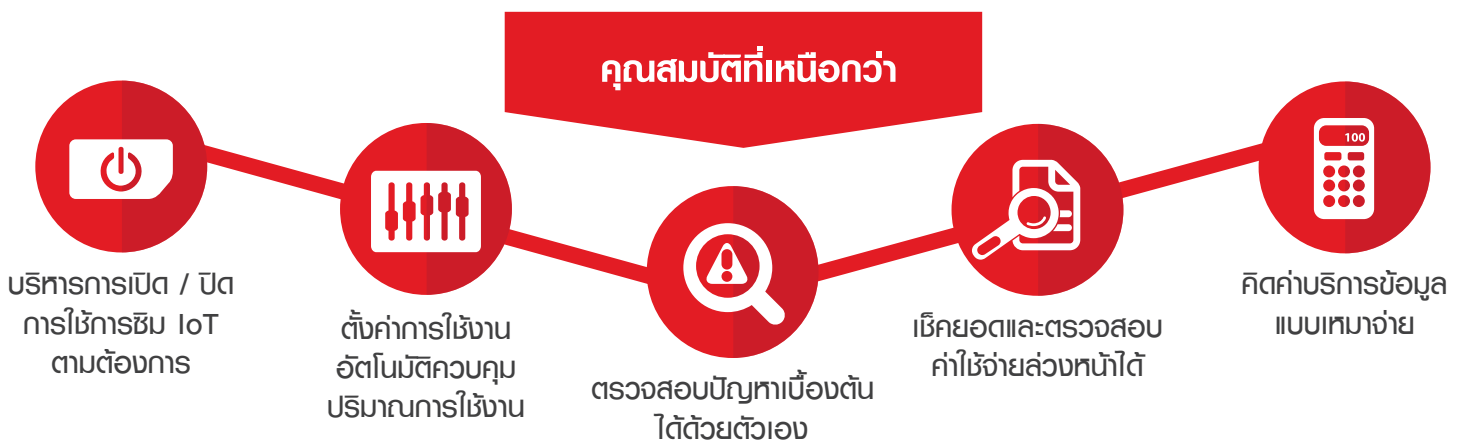 คุณสมบัติที่เหนือกว่า
บริหารการเปิด / ปิด
การใช้การซิม IoT
ตามต้องการ
ตั้งค่าการใช้งาน
อัตโนมัติควบคุม
ปริมาณการใช้งาน
ตรวจสอบปัญหาเบื้องต้น
ได้ด้วยตัวเอง
เช็คยอดและตรวจสอบ
ค่าใช้จ่ายล่วงหน้าได้
100
คิดค่าบริการข้อมูล
แบบเหมาจ่าย